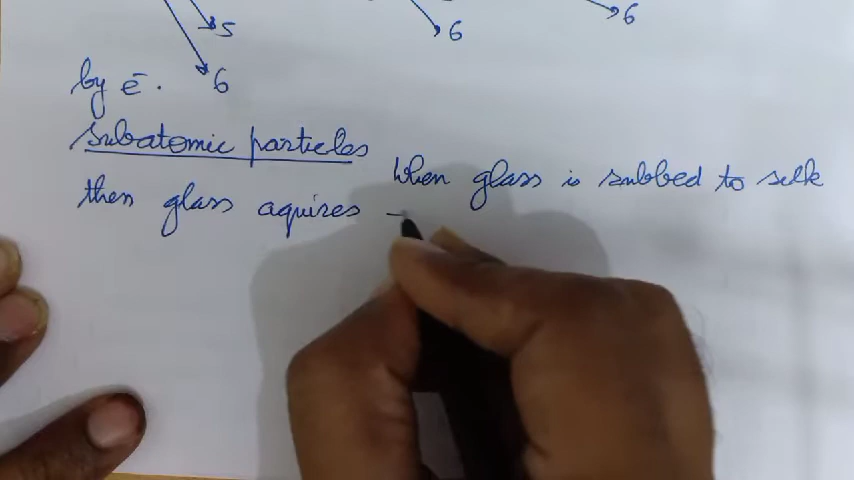 5
6
6
by e-. 6
subatomic particles When glass is rubbed to silk
then glass aquires -